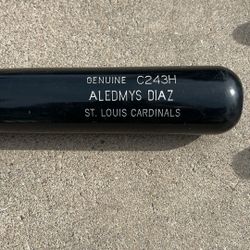 GENUINE C243H
ALEDMYS DIAZ
ST. LOUIS CARDINALS